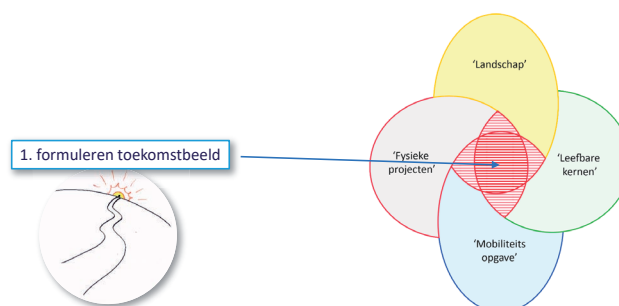 'Landschap'
1. formuleren toekomstbeeld
'Fysieke
projecten'
'Leefbare
kernen'
'Mobiliteits
opgave'